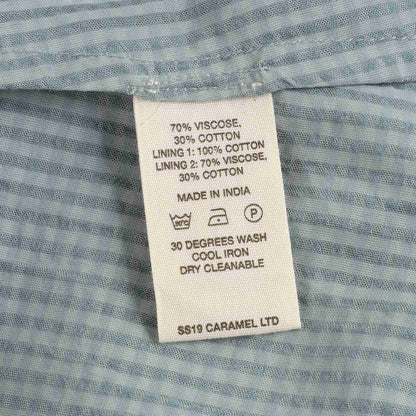 70% VISCOSE,
30% COTTON
LINING 1: 100% COTTON
LINING 2: 70% VISCOSE,
30% COTTON
MADE IN INDIA
30°C P
30 DEGREES WASH
COOL IRON
DRY CLEANABLE
SS19 CARAMEL LTD